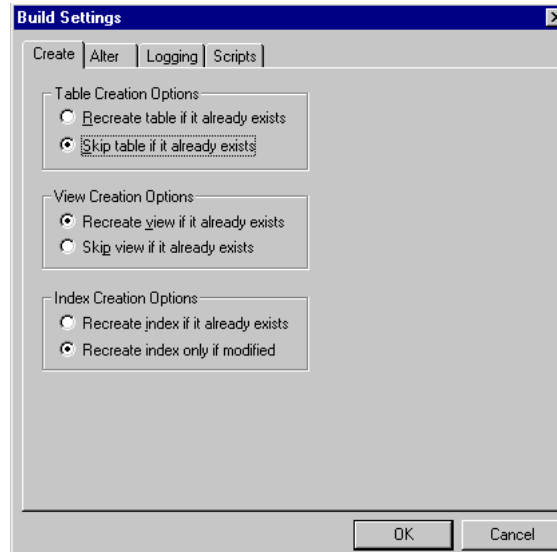 Build Settings
Create Alter Logging Scripts
Table Creation Options
Recreate table if it already exists
Skip table if it already exists
View Creation Options
Recreate view if it already exists
Skip view if it already exists
Index Creation Options
Recreate index if it already exists
Recreate index only if modified
OK Cancel